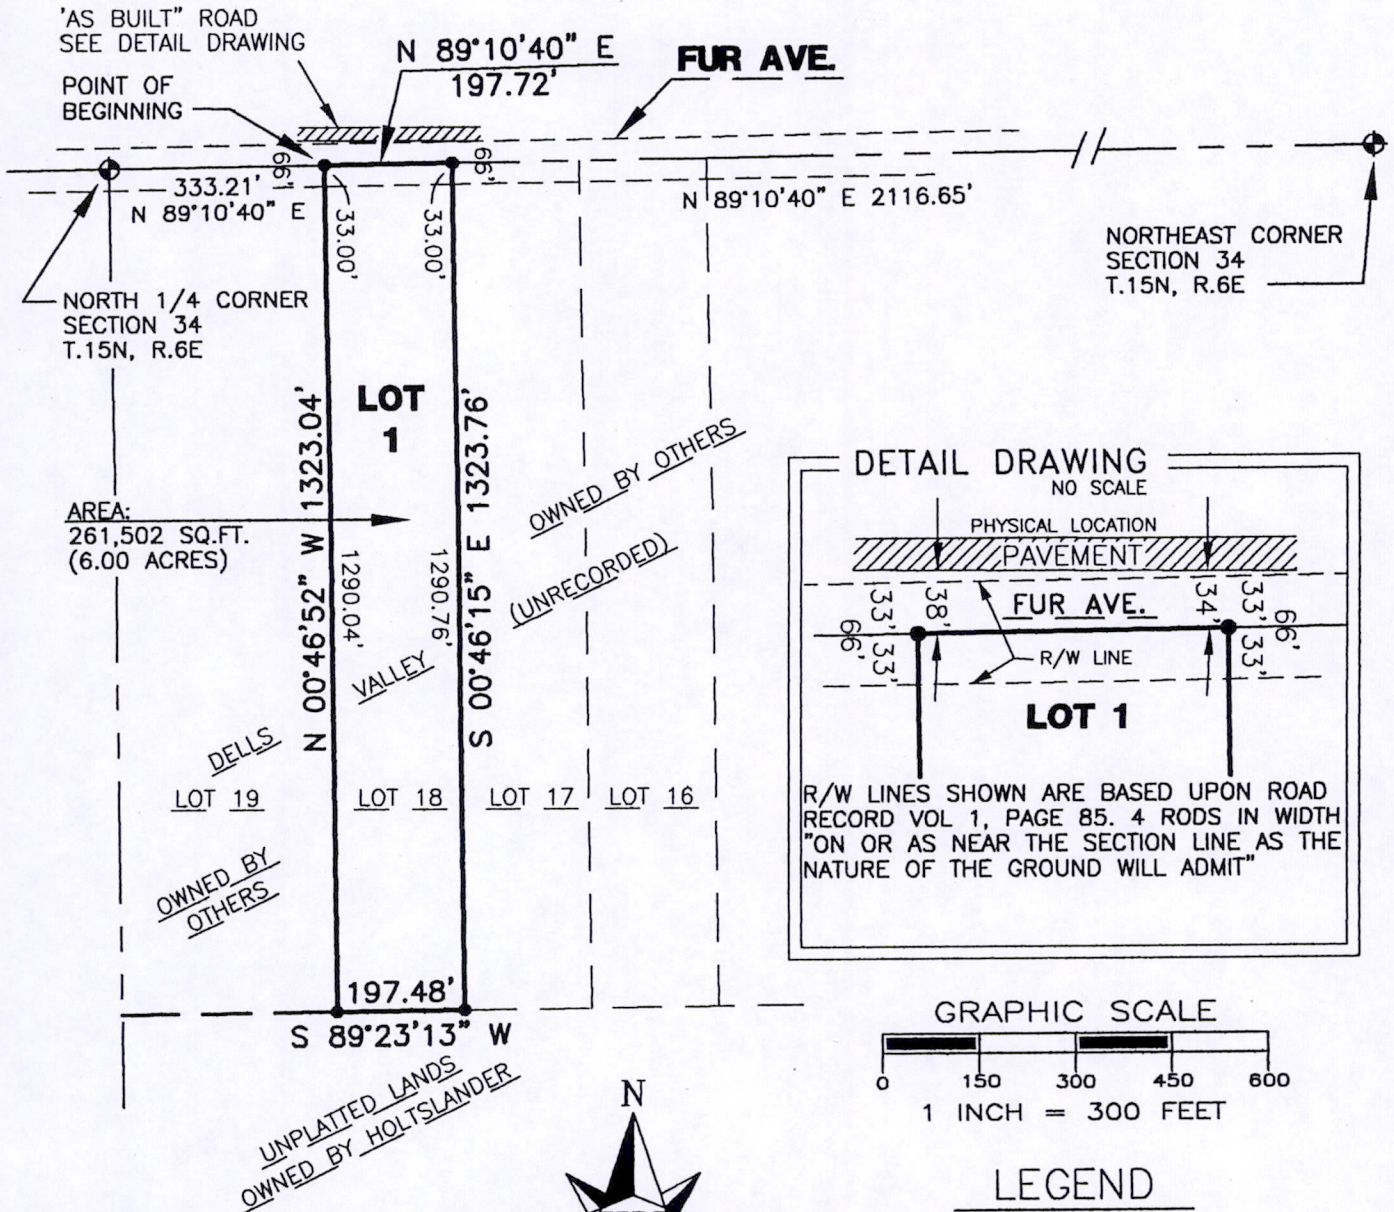 'AS BUILT" ROAD
SEE DETAIL DRAWING
POINT OF
BEGINNING
N 89°10'40" E
197.72'
FUR AVE.
66'
66'
333.21'
N 89°10'40" E
33.00'
33.00'
N 89°10'40" E 2116.65'
NORTHEAST CORNER
SECTION 34
T.15N, R.6E
NORTH 1/4 CORNER
SECTION 34
T.15N, R.6E
LOT
1
N 00°46'52" W 1323.04'
S 00°46'15" E 1323.76'
1290.04'
1290.76'
AREA:
261,502 SQ.FT.
(6.00 ACRES)
OWNED BY OTHERS
(UNRECORDED)
VALLEY
DELLS
LOT 19
LOT 18
LOT 17
LOT 16
OWNED BY
OTHERS
197.48'
S 89°23'13" W
UNPLATTED LANDS
OWNED BY HOLTSLANDER
DETAIL DRAWING
NO SCALE
PHYSICAL LOCATION
PAVEMENT
FUR AVE.
33'
38'
34'
33'
66'
33'
66'
33'
R/W LINE
LOT 1
R/W LINES SHOWN ARE BASED UPON ROAD
RECORD VOL 1, PAGE 85. 4 RODS IN WIDTH
"ON OR AS NEAR THE SECTION LINE AS THE
NATURE OF THE GROUND WILL ADMIT"
GRAPHIC SCALE
0 150 300 450 600
1 INCH = 300 FEET
N
LEGEND